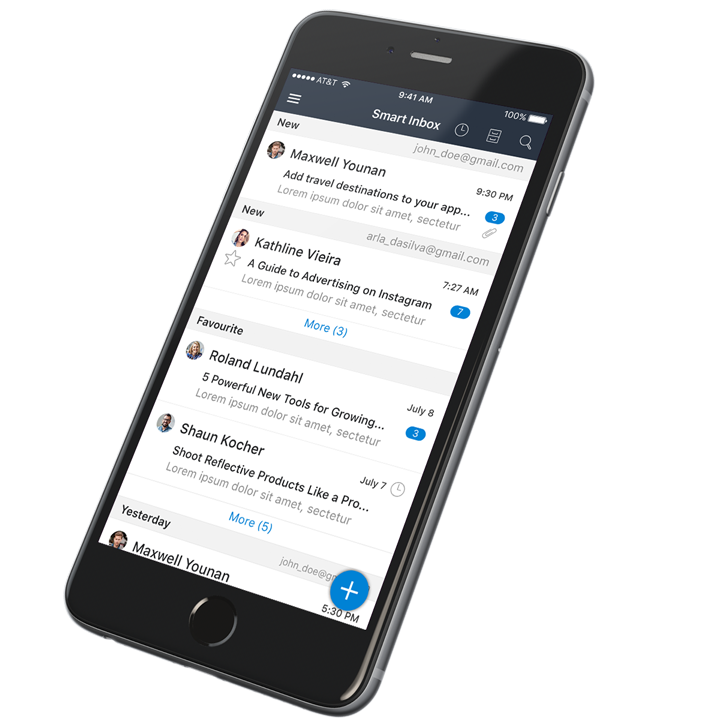 AT&T 9:41 AM 100%
Smart Inbox
New john_doe@gmail.com
Maxwell Younan 9:30 PM
Add travel destinations to your app... 3
Lorem ipsum dolor sit amet, sectetur
New arla_dasilva@gmail.com
Kathline Vieira 7:27 AM
A Guide to Advertising on Instagram 7
Lorem ipsum dolor sit amet, sectetur
More (3)
Favourite
Roland Lundahl July 8
5 Powerful New Tools for Growing... 3
Lorem ipsum dolor sit amet, sectetur
Shaun Kocher July 7
Shoot Reflective Products Like a Pro...
Lorem ipsum dolor sit amet, sectetur
More (5)
Yesterday john_doe@g
Maxwell Younan 5:30 PM